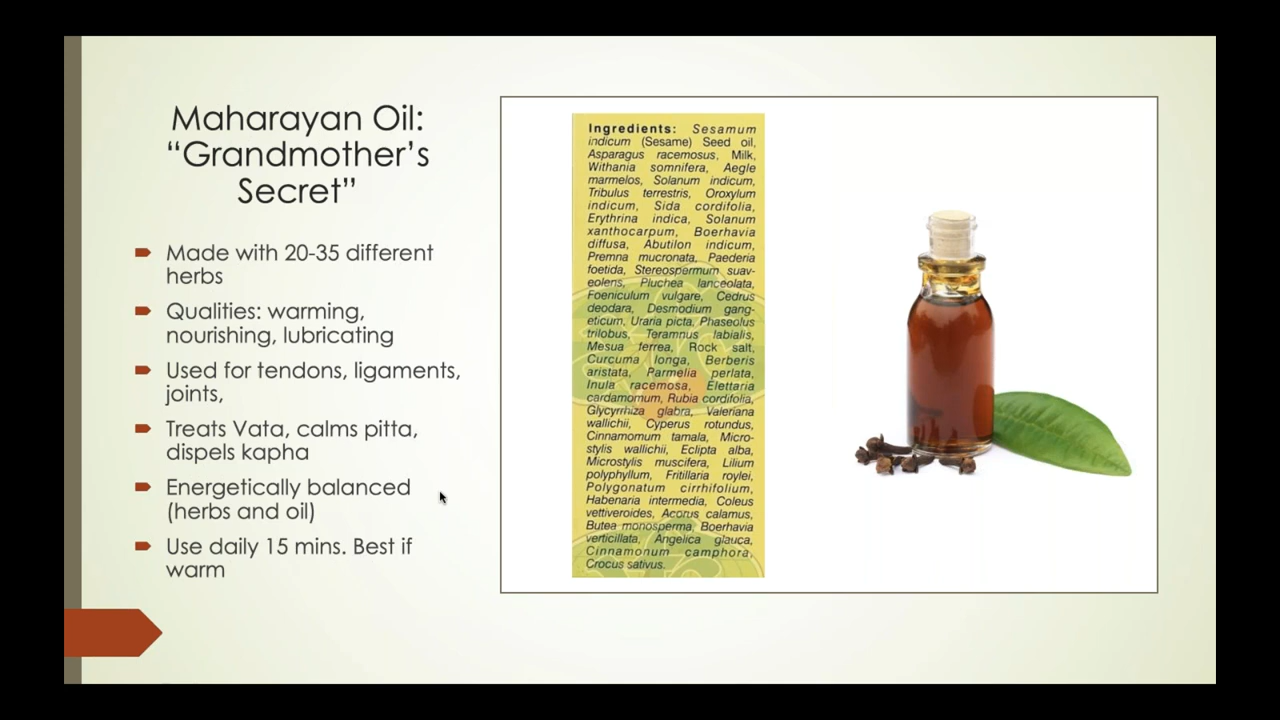 Maharayan Oil:
“Grandmother’s
Secret”
Made with 20-35 different
herbs
Qualities: warming,
nourishing, lubricating
Used for tendons, ligaments,
joints,
Treats Vata, calms pitta,
dispels kapha
Energetically balanced
(herbs and oil)
Use daily 15 mins. Best if
warm
Ingredients: Sesamum
indicum (Sesame) Seed oil,
Asparagus racemosus, Milk,
Withania somnifera, Aegle
marmelos, Solanum indicum,
Tribulus terrestris, Oroxylum
indicum, Sida cordifolia,
Erythrina indica, Solanum
xanthocarpum, Boerhavia
diffusa, Abutilon indicum,
Premna mucronata, Paederia
foetida, Stereospermum suav-
eolens, Pluchea lanceolata,
Foeniculum vulgare, Cedrus
deodara, Desmodium gang-
eticum, Uraria picta, Phaseolus
trilobus, Teramnus labialis,
Mesua ferrea, Rock salt,
Curcuma longa, Berberis
aristata, Parmelia perlata,
Inula racemosa, Elettaria
cardamomum, Rubia cordifolia,
Glycyrrhiza glabra, Valeriana
wallichii, Cyperus rotundus,
Cinnamomum tamala, Micro-
stylis wallichii, Eclipta alba,
Microstylis muscifera, Lilium
polyphyllum, Fritillaria roylei,
Polygonatum cirrhifolium,
Habenaria intermedia, Coleus
vettiveroides, Acorus calamus,
Butea monosperma, Boerhavia
verticillata, Angelica glauca,
Cinnamonum camphora,
Crocus sativus.